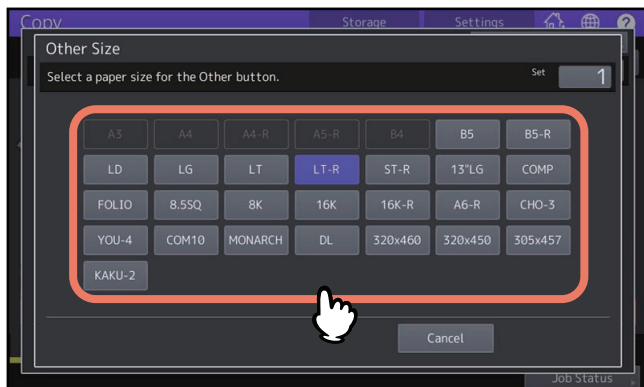 Copy Storage Settings ?
Other Size
Select a paper size for the Other button. Set 1
A3 A4 A4-R A5-R B4 B5 B5-R
LD LG LT LT-R ST-R 13"LG COMP
FOLIO 8.5SQ 8K 16K 16K-R A6-R CHO-3
YOU-4 COM10 MONARCH DL 320x460 320x450 305x457
KAKU-2
Cancel
Job Status